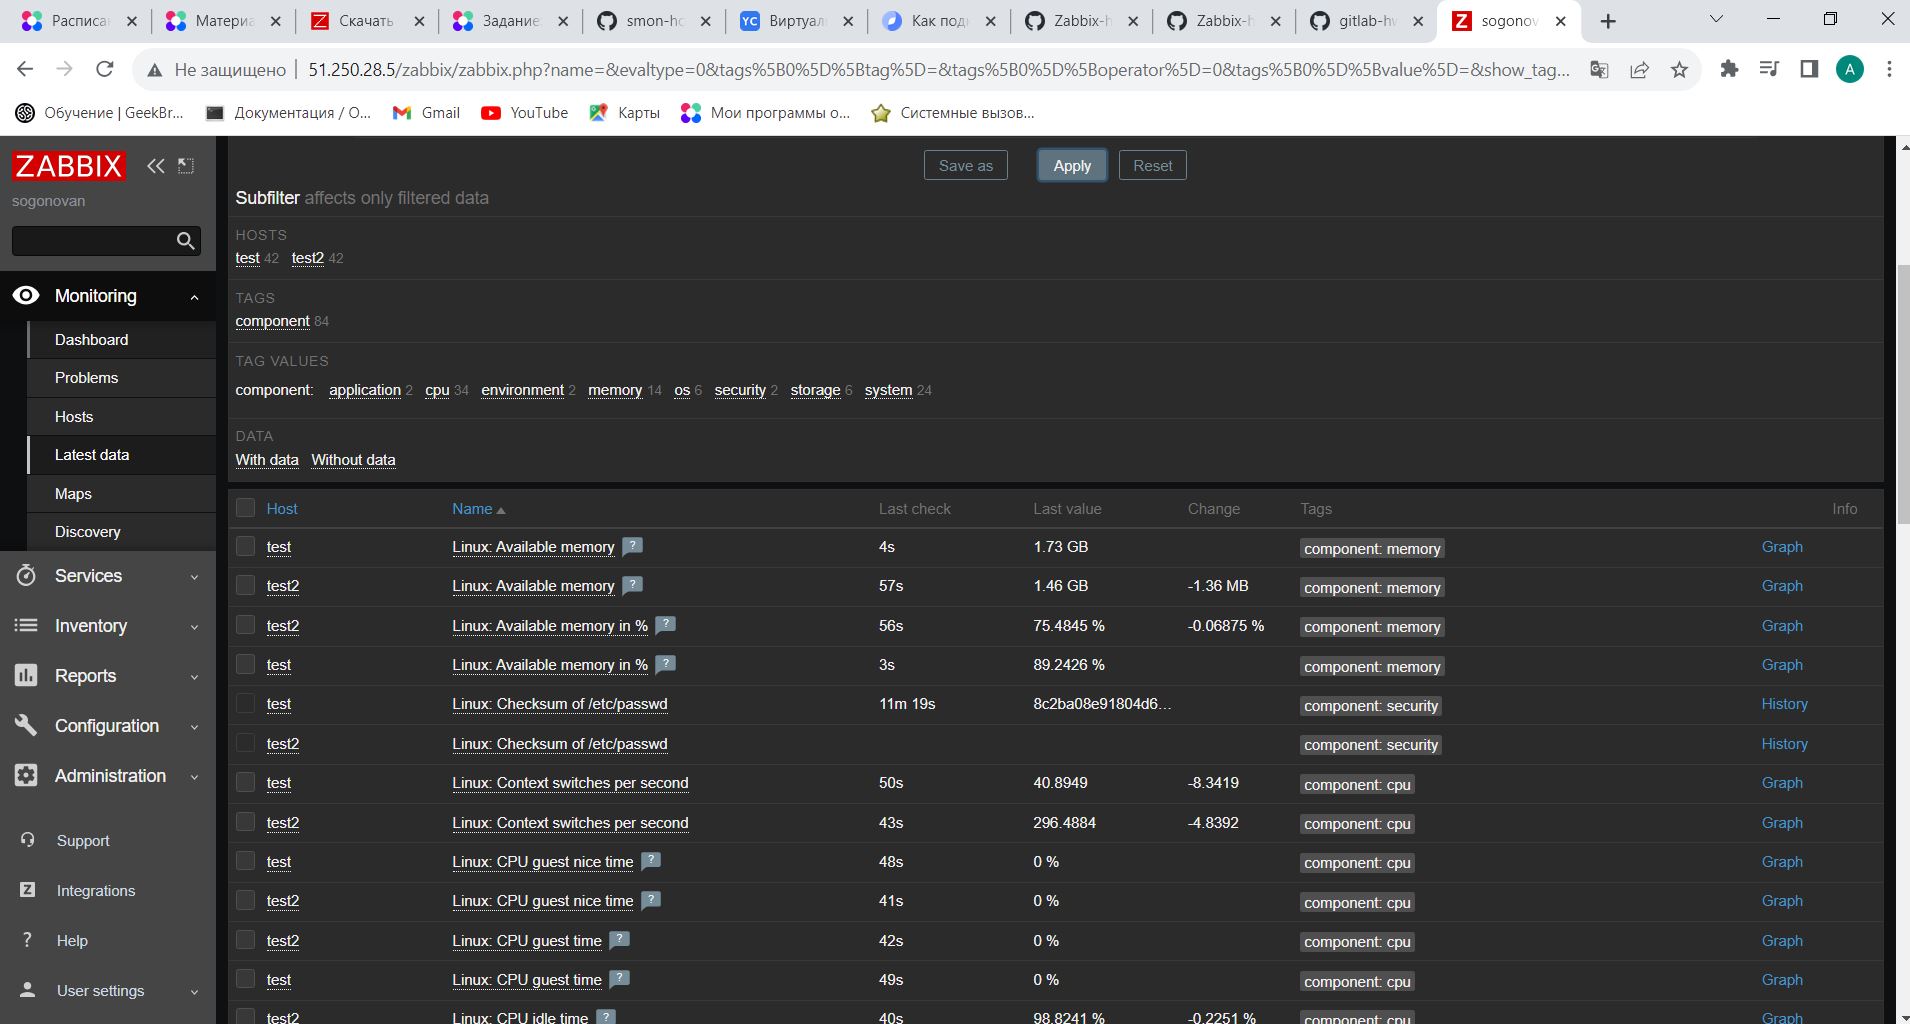 Расписан Материа Скачать Задание: smon-ho Виртуаль Как подк Zabbix-h Zabbix-h gitlab-hw sogonov
Не защищено 51.250.28.5/zabbix/zabbix.php?name=&evaltype=0&tags%5B0%5D%5Btag%5D=&tags%5B0%5D%5Boperator%5D=0&tags%5B0%5D%5Bvalue%5D=&show_tag... A
Обучение | GeekBr... Документация / О... Gmail YouTube Карты Мои программы о... Системные вызов...
ZABBIX
sogonovan
Monitoring
Dashboard
Problems
Hosts
Latest data
Maps
Discovery
Services
Inventory
Reports
Configuration
Administration
Support
Z Integrations
? Help
User settings
Save as Apply Reset
Subfilter affects only filtered data
HOSTS
test 42 test2 42
TAGS
component 84
TAG VALUES
component: application 2 cpu 34 environment 2 memory 14 os 6 security 2 storage 6 system 24
DATA
With data Without data
Host Name Last check Last value Change Tags Info
test Linux: Available memory ? 4s 1.73 GB component: memory Graph
test2 Linux: Available memory ? 57s 1.46 GB -1.36 MB component: memory Graph
test2 Linux: Available memory in % ? 56s 75.4845 % -0.06875 % component: memory Graph
test Linux: Available memory in % ? 3s 89.2426 % component: memory Graph
test Linux: Checksum of /etc/passwd 11m 19s 8c2ba08e91804d6... component: security History
test2 Linux: Checksum of /etc/passwd component: security History
test Linux: Context switches per second 50s 40.8949 -8.3419 component: cpu Graph
test2 Linux: Context switches per second 43s 296.4884 -4.8392 component: cpu Graph
test Linux: CPU guest nice time ? 48s 0 % component: cpu Graph
test2 Linux: CPU guest nice time ? 41s 0 % component: cpu Graph
test2 Linux: CPU guest time ? 42s 0 % component: cpu Graph
test Linux: CPU guest time ? 49s 0 % component: cpu Graph
test2 Linux: CPU idle time ? 40s 98.8241 % -0.2251 % component: cpu Graph